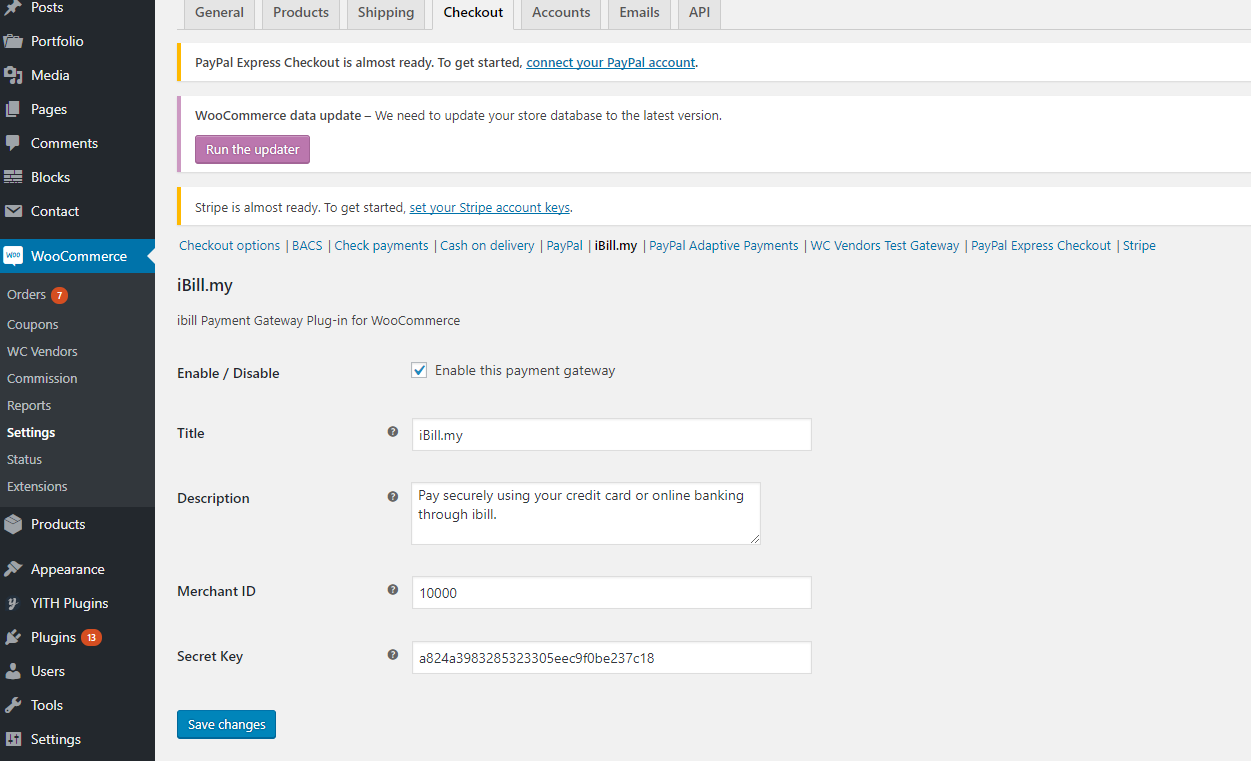 Posts
Portfolio
Media
Pages
Comments
Blocks
Contact
WOO WooCommerce
Orders 7
Coupons
WC Vendors
Commission
Reports
Settings
Status
Extensions
Products
Appearance
YITH Plugins
Plugins 13
Users
Tools
Settings
General Products Shipping Checkout Accounts Emails API
PayPal Express Checkout is almost ready. To get started, connect your PayPal account.
WooCommerce data update – We need to update your store database to the latest version.
Run the updater
Stripe is almost ready. To get started, set your Stripe account keys.
Checkout options | BACS | Check payments | Cash on delivery | PayPal | iBill.my | PayPal Adaptive Payments | WC Vendors Test Gateway | PayPal Express Checkout | Stripe
iBill.my
ibill Payment Gateway Plug-in for WooCommerce
Enable / Disable Enable this payment gateway
Title ? iBill.my
Description ? Pay securely using your credit card or online banking
through ibill.
Merchant ID ? 10000
Secret Key ? a824a3983285323305eec9f0be237c18
Save changes